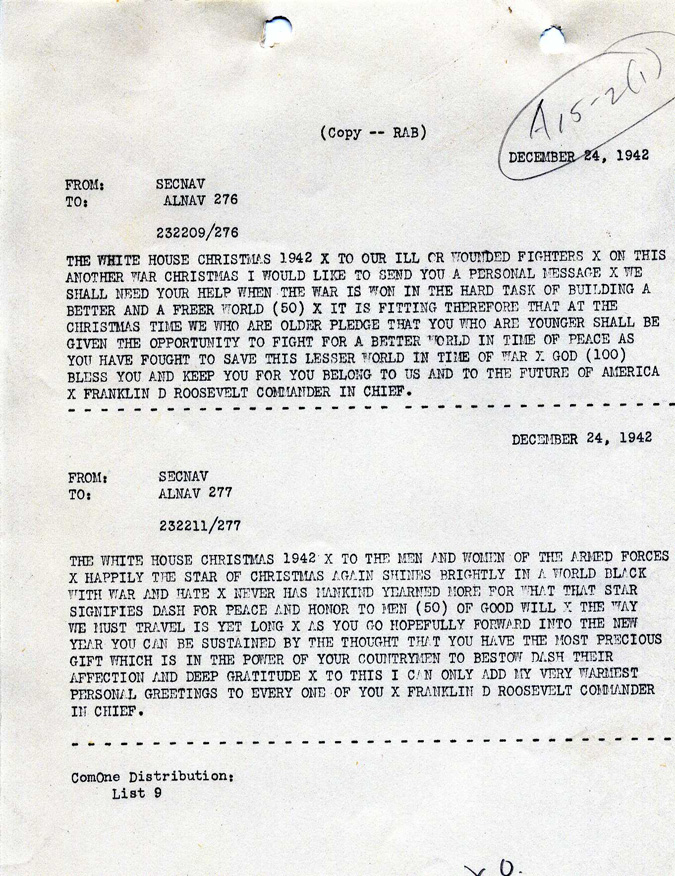 A15-2(1)
(Copy -- RAB)
DECEMBER 24, 1942
FROM: SECNAV
TO: ALNAV 276
232209/276
THE WHITE HOUSE CHRISTMAS 1942 X TO OUR ILL OR WOUNDED FIGHTERS X ON THIS
ANOTHER WAR CHRISTMAS I WOULD LIKE TO SEND YOU A PERSONAL MESSAGE X WE
SHALL NEED YOUR HELP WHEN THE WAR IS WON IN THE HARD TASK OF BUILDING A
BETTER AND A FREER WORLD (50) X IT IS FITTING THEREFORE THAT AT THE
CHRISTMAS TIME WE WHO ARE OLDER PLEDGE THAT YOU WHO ARE YOUNGER SHALL BE
GIVEN THE OPPORTUNITY TO FIGHT FOR A BETTER WORLD IN TIME OF PEACE AS
YOU HAVE FOUGHT TO SAVE THIS LESSER WORLD IN TIME OF WAR X GOD (100)
BLESS YOU AND KEEP YOU FOR YOU BELONG TO US AND TO THE FUTURE OF AMERICA
X FRANKLIN D ROOSEVELT COMMANDER IN CHIEF.
DECEMBER 24, 1942
FROM: SECNAV
TO: ALNAV 277
232211/277
THE WHITE HOUSE CHRISTMAS 1942 X TO THE MEN AND WOMEN OF THE ARMED FORCES
X HAPPILY THE STAR OF CHRISTMAS AGAIN SHINES BRIGHTLY IN A WORLD BLACK
WITH WAR AND HATE X NEVER HAS MANKIND YEARNED MORE FOR WHAT THAT STAR
SIGNIFIES DASH FOR PEACE AND HONOR TO MEN (50) OF GOOD WILL X THE WAY
WE MUST TRAVEL IS YET LONG X AS YOU GO HOPEFULLY FORWARD INTO THE NEW
YEAR YOU CAN BE SUSTAINED BY THE THOUGHT THAT YOU HAVE THE MOST PRECIOUS
GIFT WHICH IS IN THE POWER OF YOUR COUNTRYMEN TO BESTOW DASH THEIR
AFFECTION AND DEEP GRATITUDE X TO THIS I CAN ONLY ADD MY VERY WARMEST
PERSONAL GREETINGS TO EVERY ONE OF YOU X FRANKLIN D ROOSEVELT COMMANDER
IN CHIEF.
ComOne Distribution:
List 9